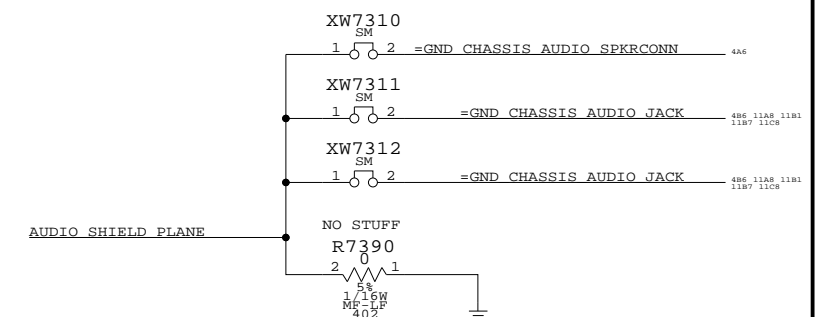 XW7310
SM
1 2 =GND CHASSIS AUDIO SPKRCONN 4A6
XW7311
SM
1 2 =GND CHASSIS AUDIO JACK 4B6 11A8 11B1
11B7 11C8
XW7312
SM
1 2 =GND CHASSIS AUDIO JACK 4B6 11A8 11B1
11B7 11C8
NO STUFF
AUDIO SHIELD PLANE
R7390
0
2 1
5%
1/16W
MF-LF
402